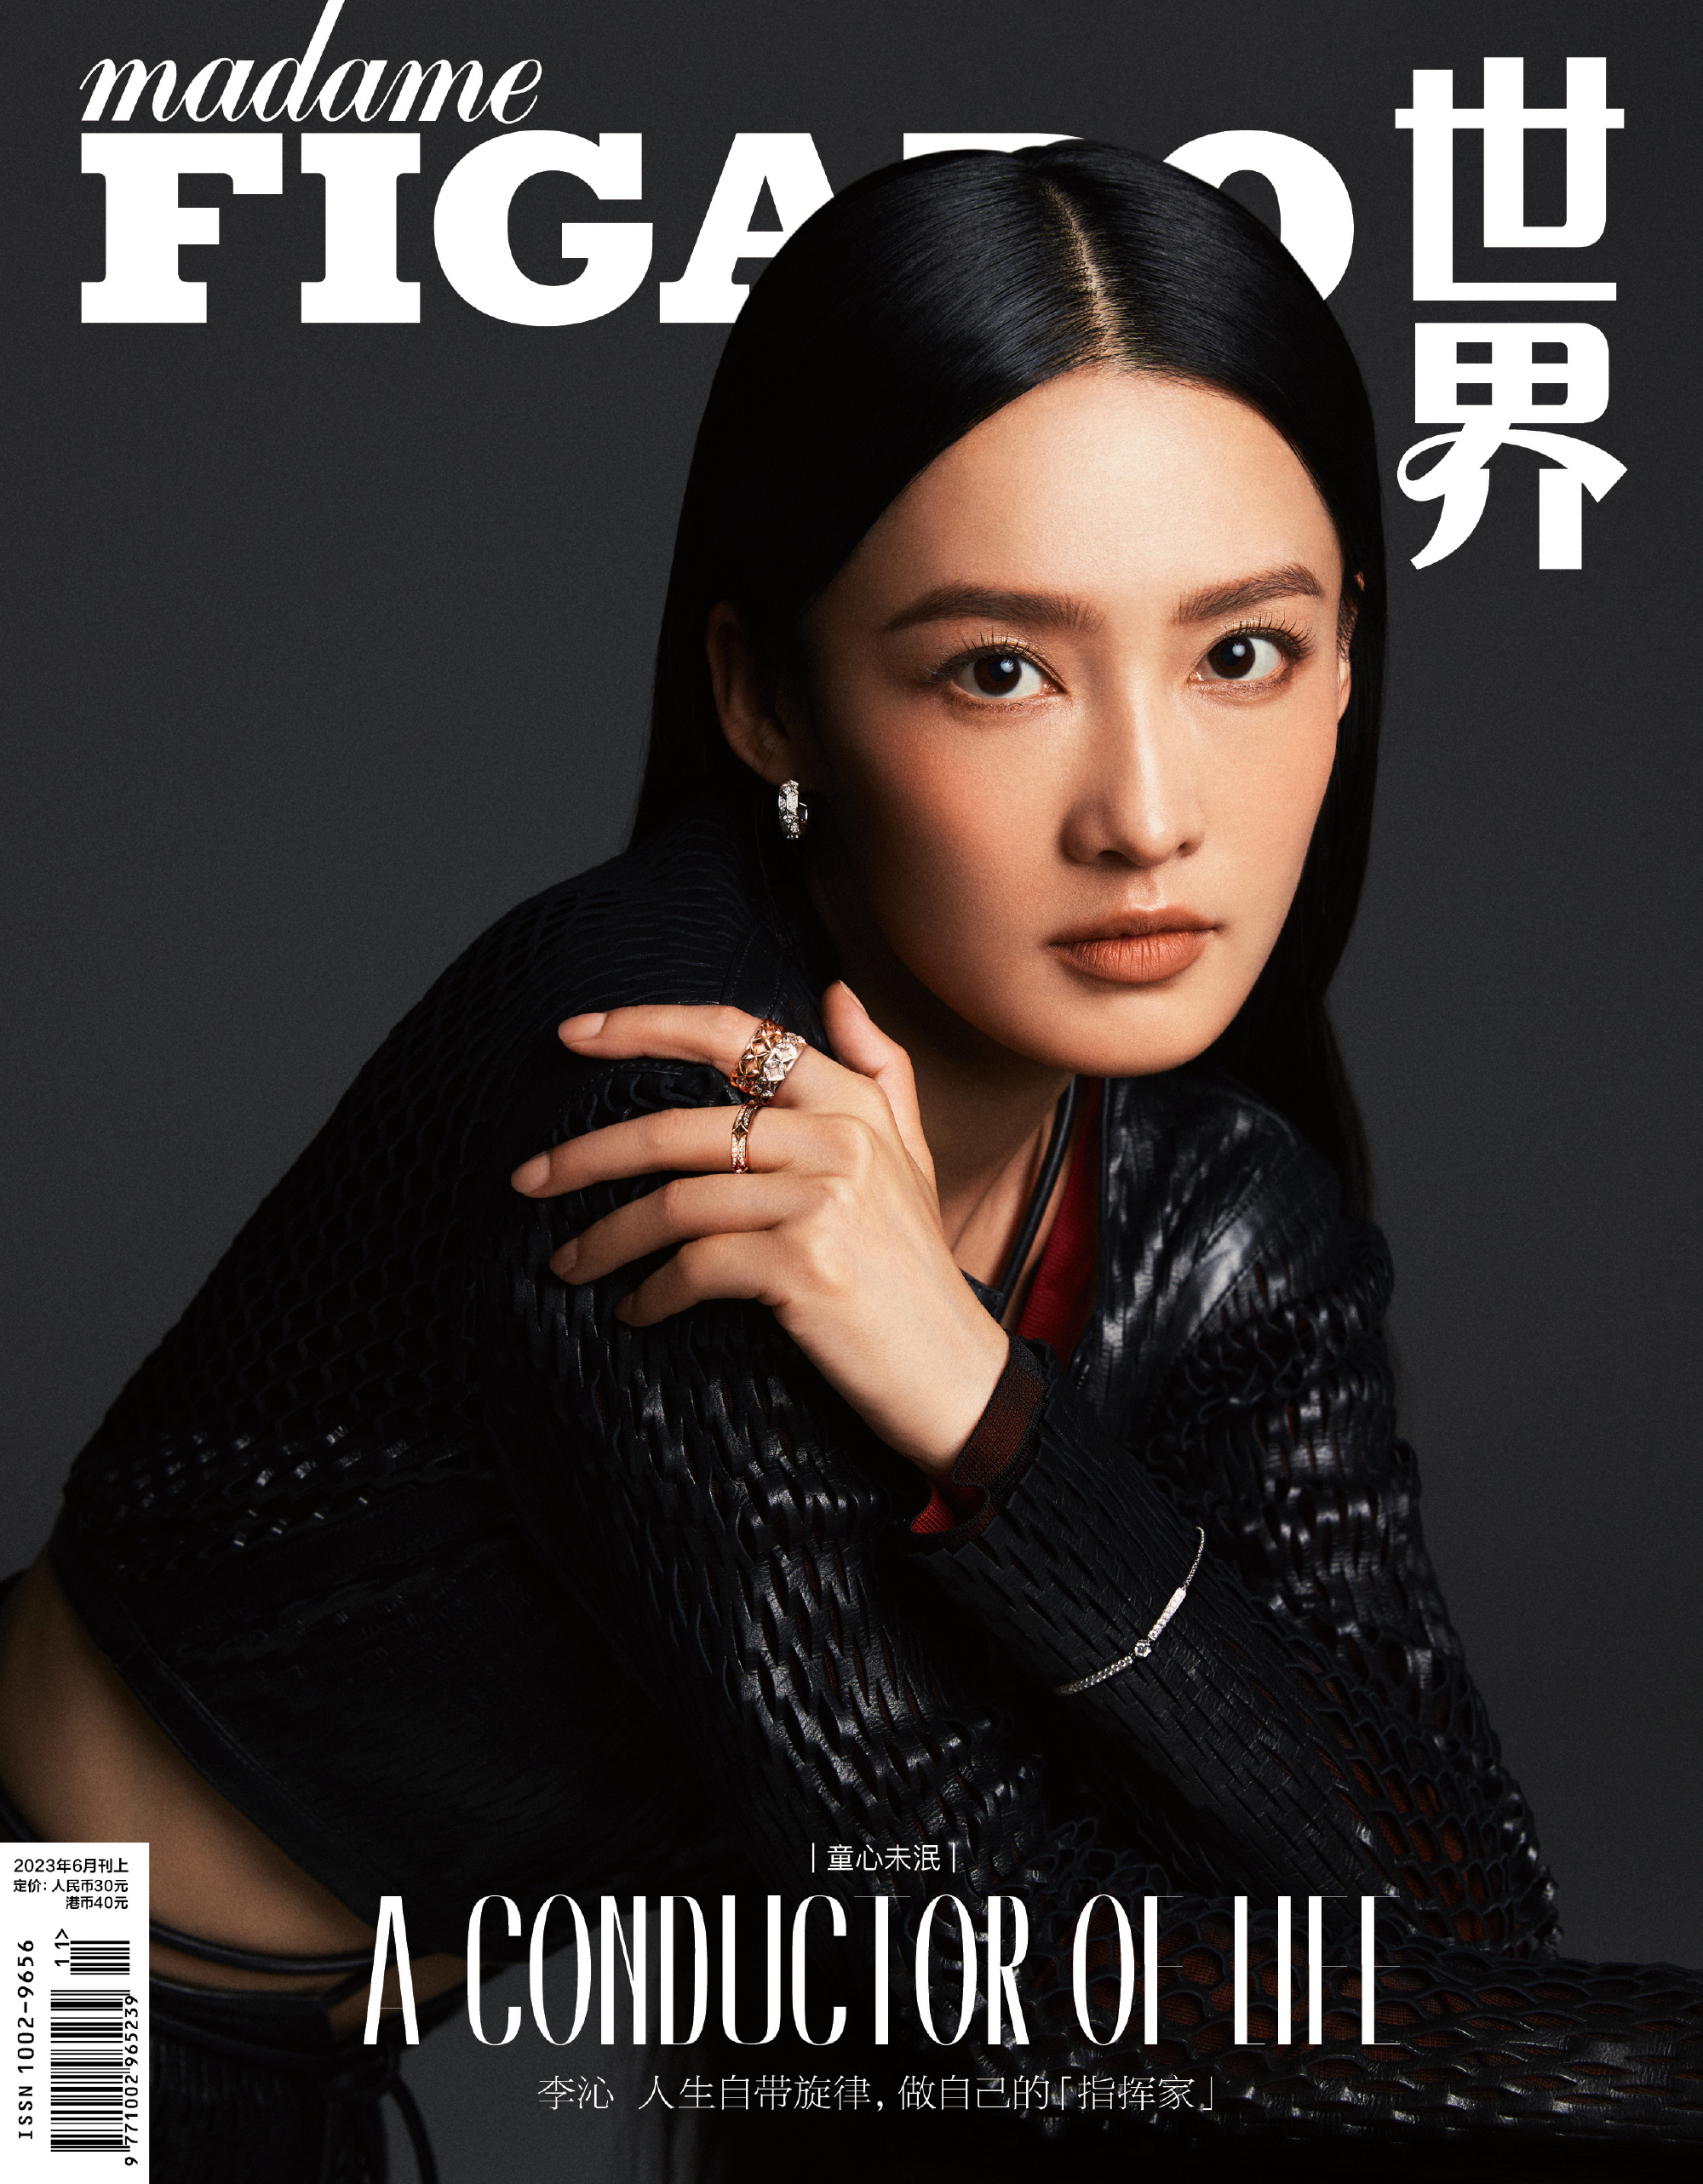 madame
FIGARO
世界
童心未泯
A CONDUCTOR OF LIFE
李沁 人生自带旋律，做自己的「指挥家」
2023年6月刊上
定价：人民币30元
港币40元
ISSN 1002-9656
11>
9 771002 965239